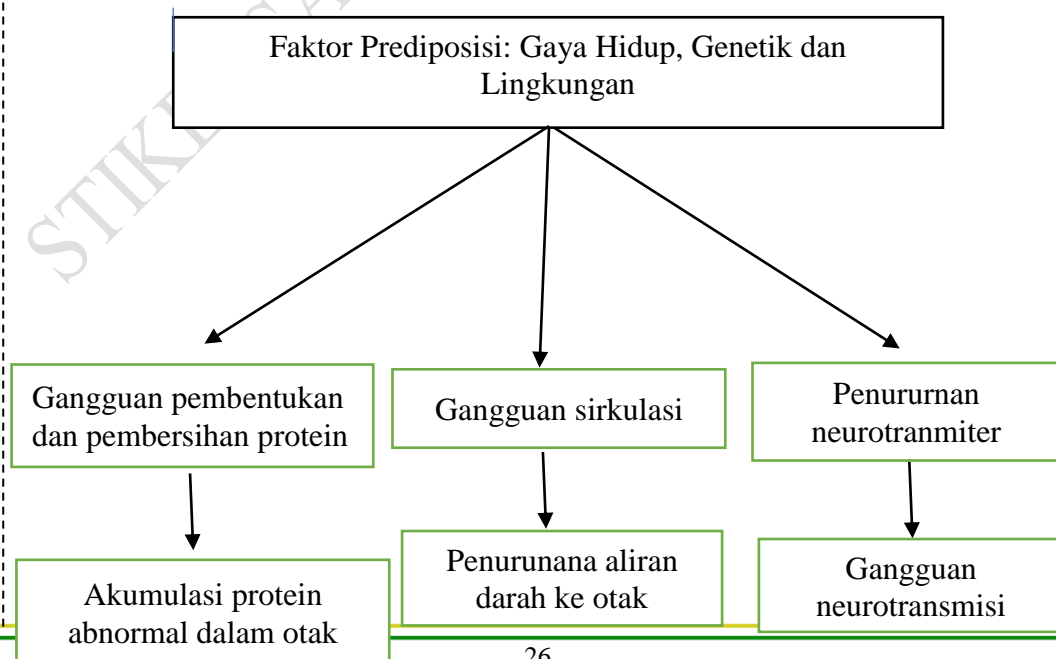 Faktor Prediposisi: Gaya Hidup, Genetik dan
Lingkungan
Gangguan pembentukan
dan pembersihan protein
Gangguan sirkulasi
Penururnan
neurotranmiter
Akumulasi protein
abnormal dalam otak
Penurunana aliran
darah ke otak
Gangguan
neurotransmisi